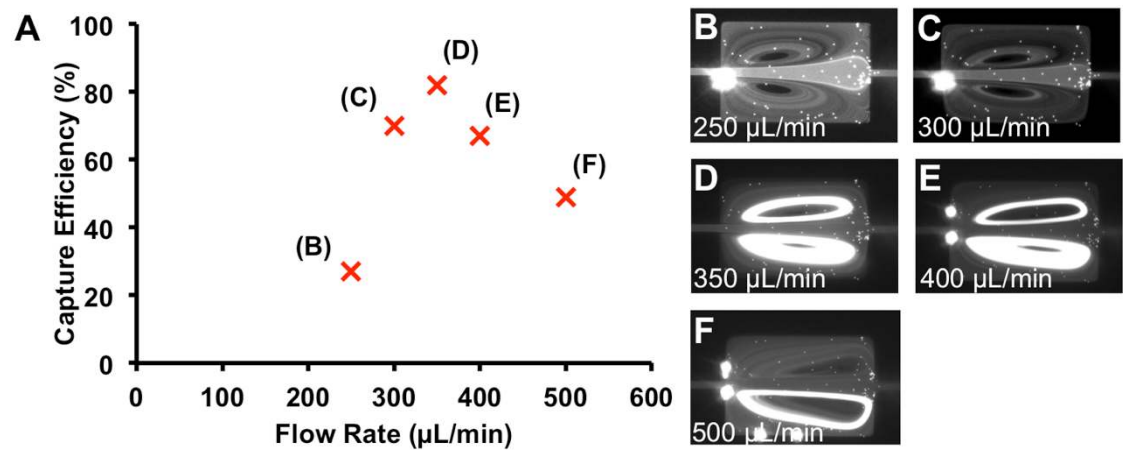 A
Capture Efficiency (%)
100
80
60
40
20
0
(B)
(C)
(D)
(E)
(F)
0 100 200 300 400 500 600
Flow Rate (µL/min)
B
250 µL/min
C
300 µL/min
D
350 µL/min
E
400 µL/min
F
500 µL/min